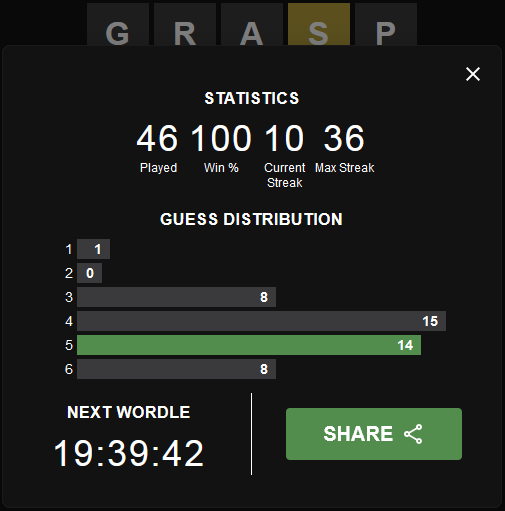 G R A S P
STATISTICS
46 100 10 36
Played Win % Current Streak Max Streak
GUESS DISTRIBUTION
1 1
2 0
3 8
4 15
5 14
6 8
NEXT WORDLE
19:39:42
SHARE